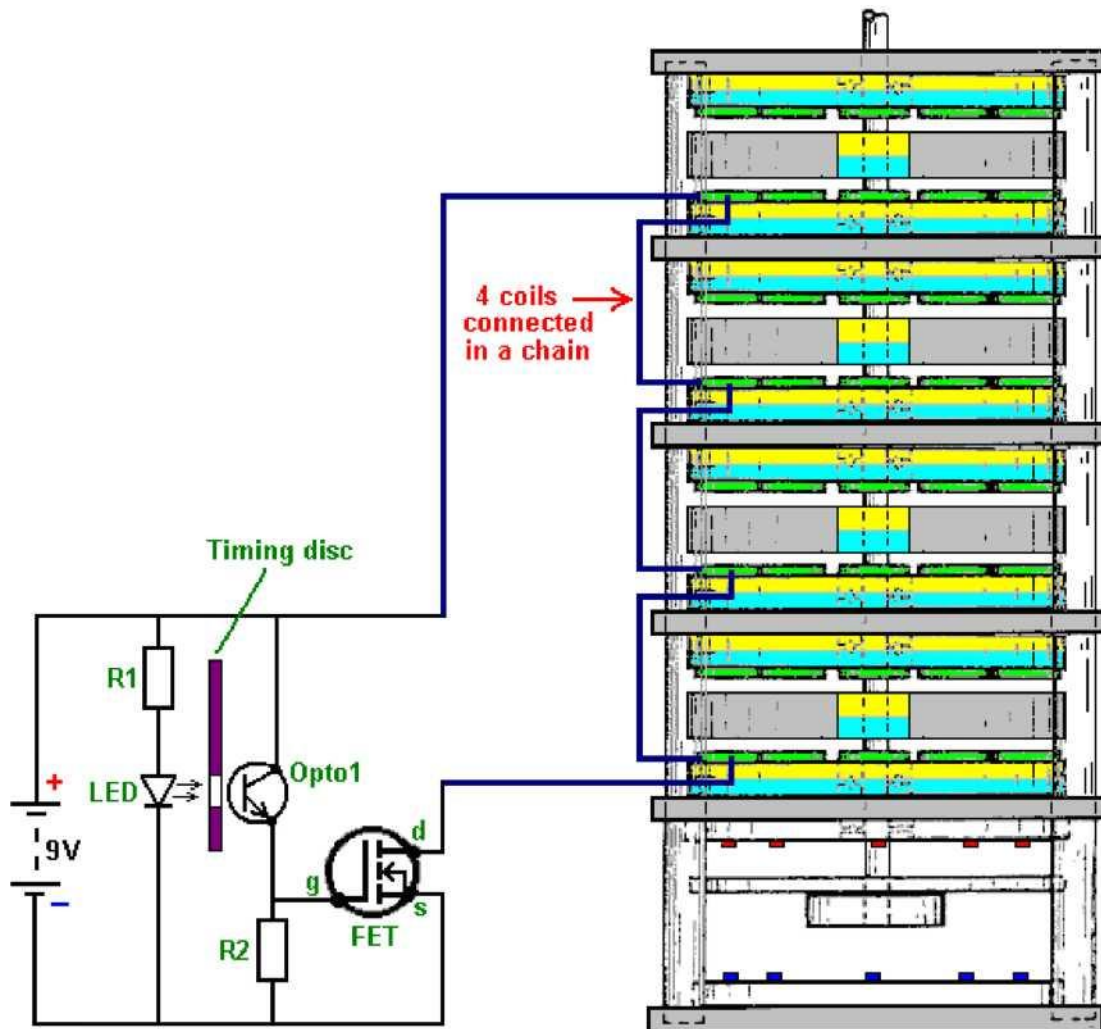 4 coils
connected
in a chain
Timing disc
R1
LED
Opto1
+
9V
–
d
g
s
FET
R2